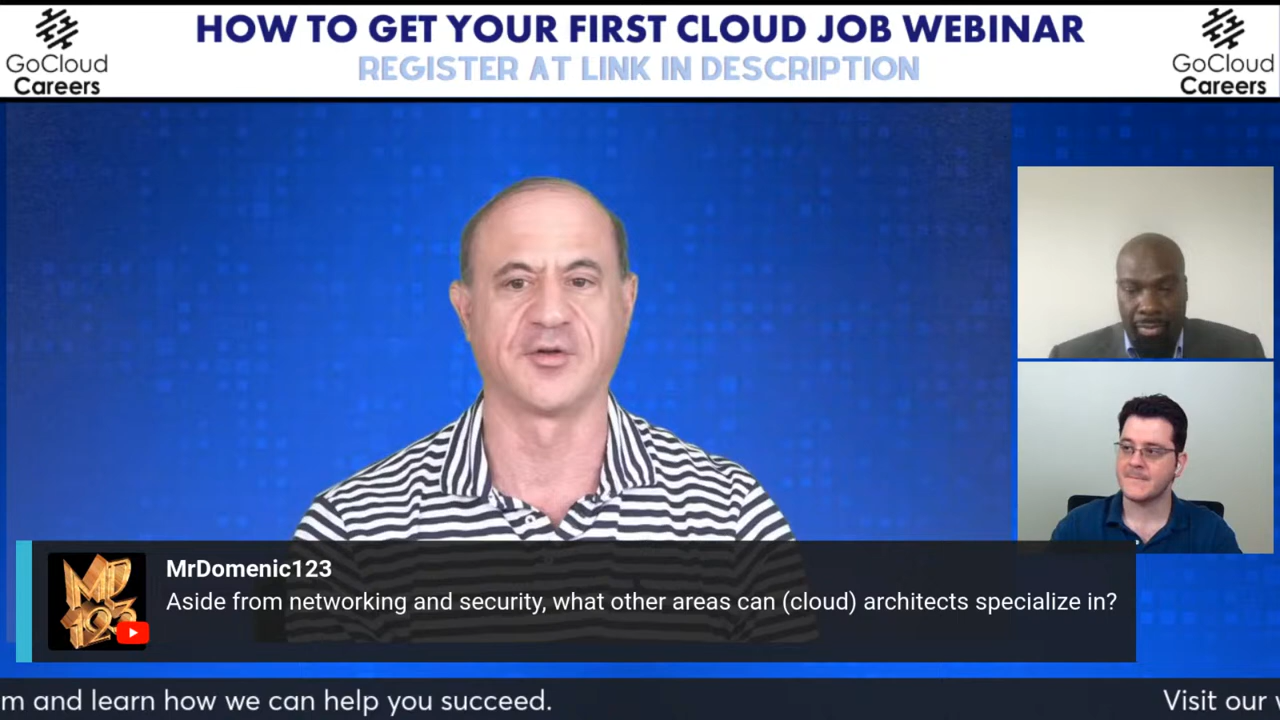 HOW TO GET YOUR FIRST CLOUD JOB WEBINAR
REGISTER AT LINK IN DESCRIPTION
GoCloud
Careers
GoCloud
Careers
MrDomenic123
Aside from networking and security, what other areas can (cloud) architects specialize in?
MR
123
m and learn how we can help you succeed.
Visit our